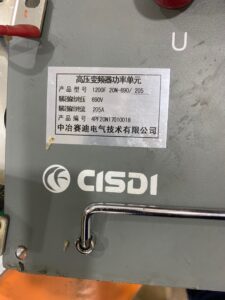 U
高压变频器功率单元
产品型号 1200F 20N-690/ 205
额定输出电压 690V
额定输出电流 205A
产品编号 4PF20N17010018
中冶赛迪电气技术有限公司
CISDI